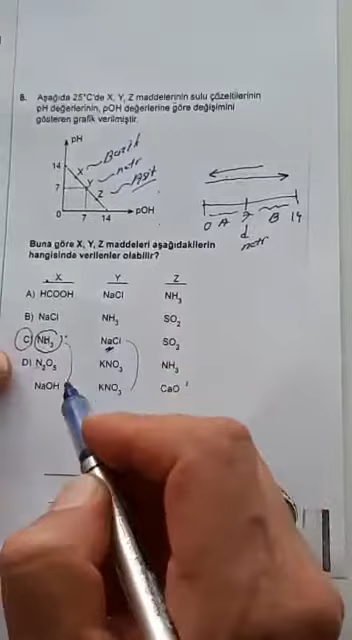 8. Aşağıda 25°C'de X, Y, Z maddelerinin sulu çözeltilerinin
pH değerlerinin, pOH değerlerine göre değişimini
gösteren grafik verilmiştir.
pH
14
X
Bazik
7
Y
ntr
Z
Asit
0 7 14 pOH
0 A 7 B 14
ntr
Buna göre X, Y, Z maddeleri aşağıdakilerin
hangisinde verilenler olabilir?
X Y Z
A) HCOOH NaCl NH₃
B) NaCl NH₃ SO₂
C) NH₃ NaCl SO₂
D) N₂O₅ KNO₃ NH₃
NaOH KNO₃ CaO